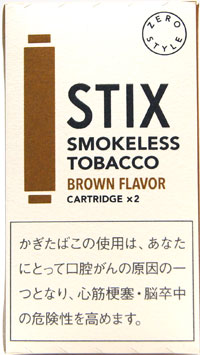 ZERO STYLE
STIX
SMOKELESS
TOBACCO
BROWN FLAVOR
CARTRIDGE ×2
かぎたばこの使用は、あなた
にとって口腔がんの原因の一
つとなり、心筋梗塞・脳卒中
の危険性を高めます。